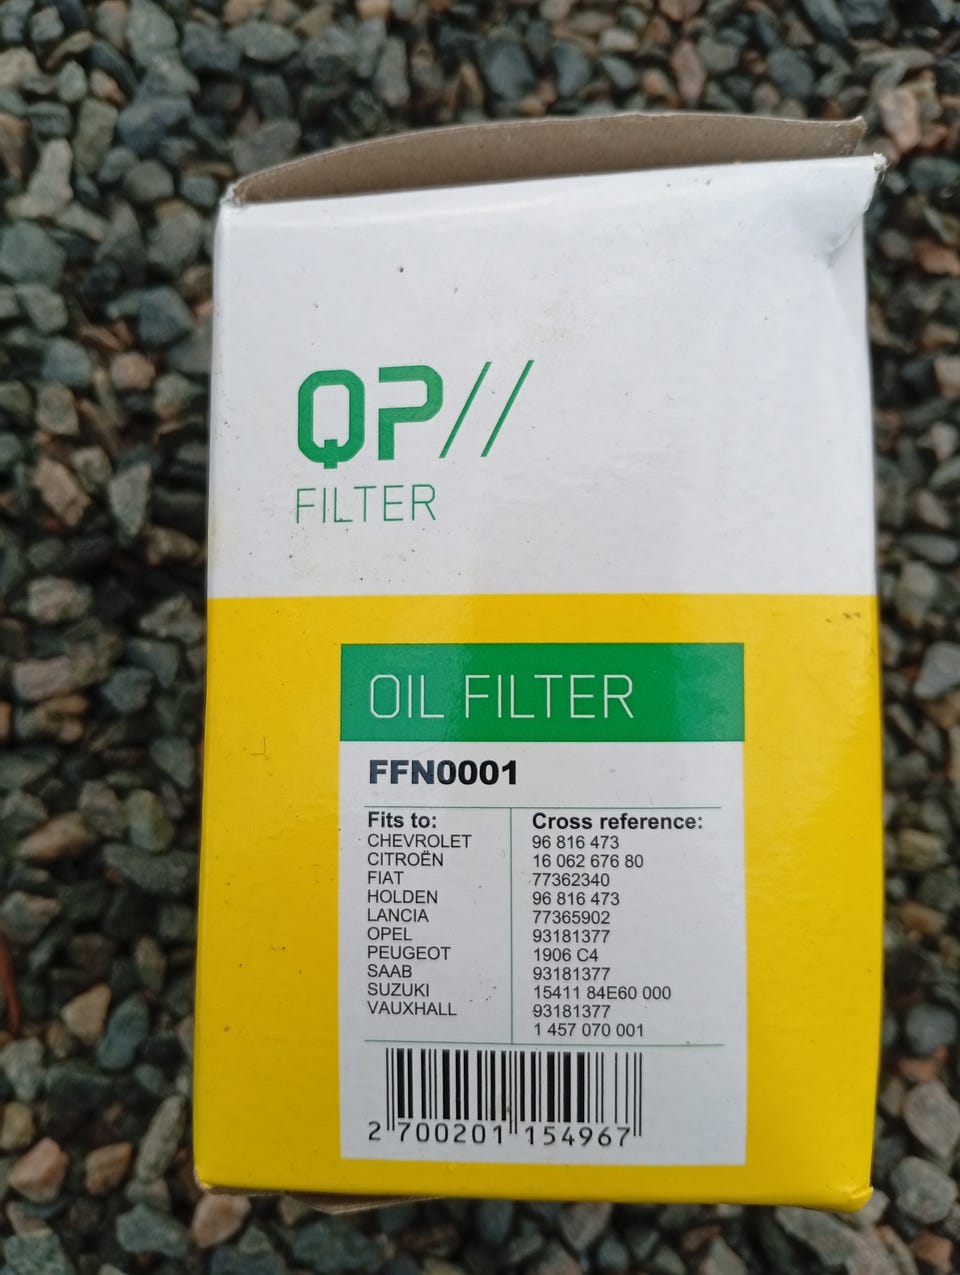 QP//
FILTER
OIL FILTER
FFN0001
Fits to:
CHEVROLET
CITROËN
FIAT
HOLDEN
LANCIA
OPEL
PEUGEOT
SAAB
SUZUKI
VAUXHALL
Cross reference:
96 816 473
16 062 676 80
77362340
96 816 473
77365902
93181377
1906 C4
93181377
15411 84E60 000
93181377
1 457 070 001
2 700201 154967